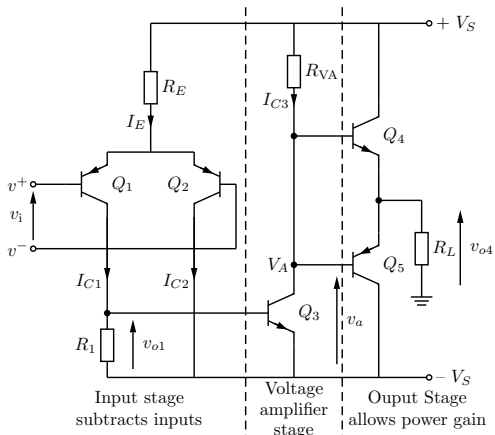 + V_S
R_E
R_VA
I_E
I_C3
Q_4
v^+
Q_1
Q_2
v_i
v^-
R_L
v_o4
V_A
Q_5
I_C1
I_C2
Q_3
v_a
R_1
v_o1
– V_S
Input stage
subtracts inputs
Voltage
amplifier
stage
Ouput Stage
allows power gain